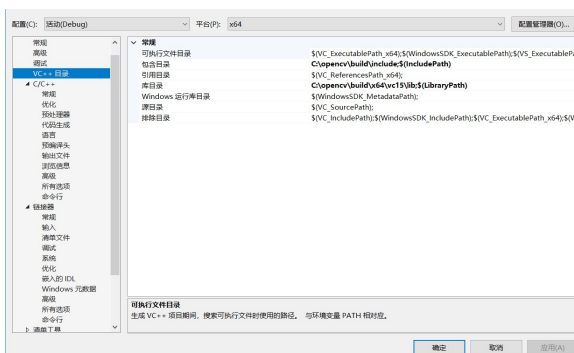 配置(C): 活动(Debug) 平台(P): x64 配置管理器(O)...
常规
高级
调试
VC++ 目录
C/C++
常规
优化
预处理器
代码生成
语言
预编译头
输出文件
浏览信息
高级
所有选项
命令行
链接器
常规
输入
清单文件
调试
系统
优化
嵌入的 IDL
Windows 元数据
高级
所有选项
命令行
清单工具
常规
可执行文件目录 $(VC_ExecutablePath_x64);$(WindowsSDK_ExecutablePath);$(VS_ExecutablePa
包含目录 C:\opencv\build\include;$(IncludePath)
引用目录 $(VC_ReferencesPath_x64);
库目录 C:\opencv\build\x64\vc15\lib;$(LibraryPath)
Windows 运行库目录 $(WindowsSDK_MetadataPath);
源目录 $(VC_SourcePath);
排除目录 $(VC_IncludePath);$(WindowsSDK_IncludePath);$(VC_ExecutablePath_x64);$(W
可执行文件目录
生成 VC++ 项目期间，搜索可执行文件时使用的路径。 与环境变量 PATH 相对应。
确定 取消 应用(A)